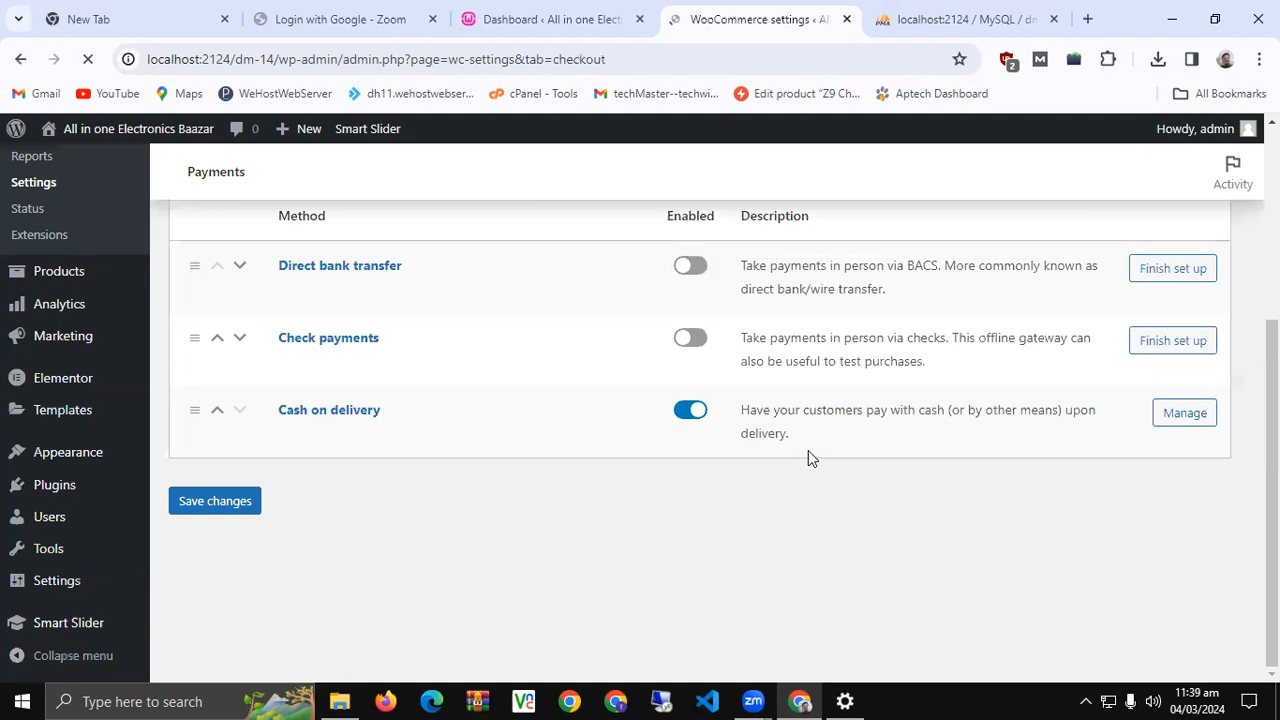 New Tab
Login with Google - Zoom
Dashboard ‹ All in one Elect
WooCommerce settings ‹ Al
localhost:2124 / MySQL / dm
localhost:2124/dm-14/wp-admin/admin.php?page=wc-settings&tab=checkout
2
Gmail
YouTube
Maps
WeHostWebServer
dh11.wehostwebser...
cPanel - Tools
techMaster--techwi...
Edit product “Z9 Ch...
Aptech Dashboard
All Bookmarks
All in one Electronics Baazar
0
New
Smart Slider
Howdy, admin
Reports
Settings
Status
Extensions
Products
Analytics
Marketing
Elementor
Templates
Appearance
Plugins
Users
Tools
Settings
Smart Slider
Collapse menu
Payments
Activity
Method
Enabled
Description
Direct bank transfer
Take payments in person via BACS. More commonly known as
direct bank/wire transfer.
Finish set up
Check payments
Take payments in person via checks. This offline gateway can
also be useful to test purchases.
Finish set up
Cash on delivery
Have your customers pay with cash (or by other means) upon
delivery.
Manage
Save changes
Type here to search
zm
11:39 am
04/03/2024